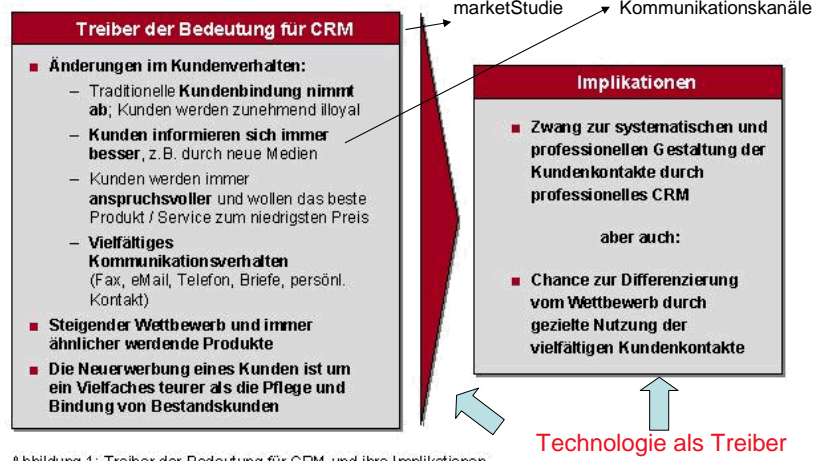 marketStudie
Kommunikationskanäle
Treiber der Bedeutung für CRM
Änderungen im Kundenverhalten:
– Traditionelle Kundenbindung nimmt
ab; Kunden werden zunehmend illoyal
– Kunden informieren sich immer
besser, z.B. durch neue Medien
– Kunden werden immer
anspruchsvoller und wollen das beste
Produkt / Service zum niedrigsten Preis
– Vielfältiges
Kommunikationsverhalten
(Fax, eMail, Telefon, Briefe, persönl.
Kontakt)
Steigender Wettbewerb und immer
ähnlicher werdende Produkte
Die Neuerwerbung eines Kunden ist um
ein Vielfaches teurer als die Pflege und
Bindung von Bestandskunden
Implikationen
Zwang zur systematischen und
professionellen Gestaltung der
Kundenkontakte durch
professionelles CRM
aber auch:
Chance zur Differenzierung
vom Wettbewerb durch
gezielte Nutzung der
vielfältigen Kundenkontakte
Technologie als Treiber
Abbildung 1: Treiber der Bedeutung für CRM und ihre Implikationen